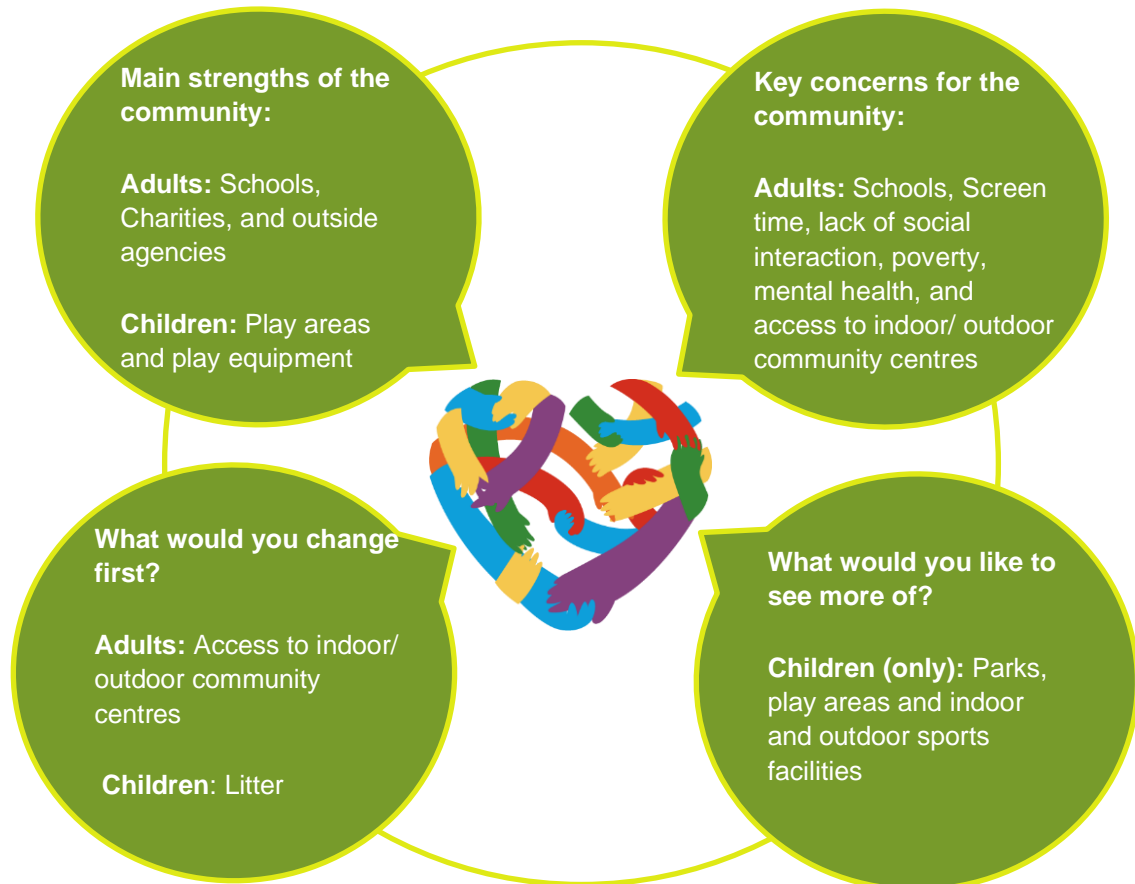 Main strengths of the
community:
Adults: Schools,
Charities, and outside
agencies
Children: Play areas
and play equipment
Key concerns for the
community:
Adults: Schools, Screen
time, lack of social
interaction, poverty,
mental health, and
access to indoor/ outdoor
community centres
What would you change
first?
Adults: Access to indoor/
outdoor community
centres
Children: Litter
What would you like to
see more of?
Children (only): Parks,
play areas and indoor
and outdoor sports
facilities